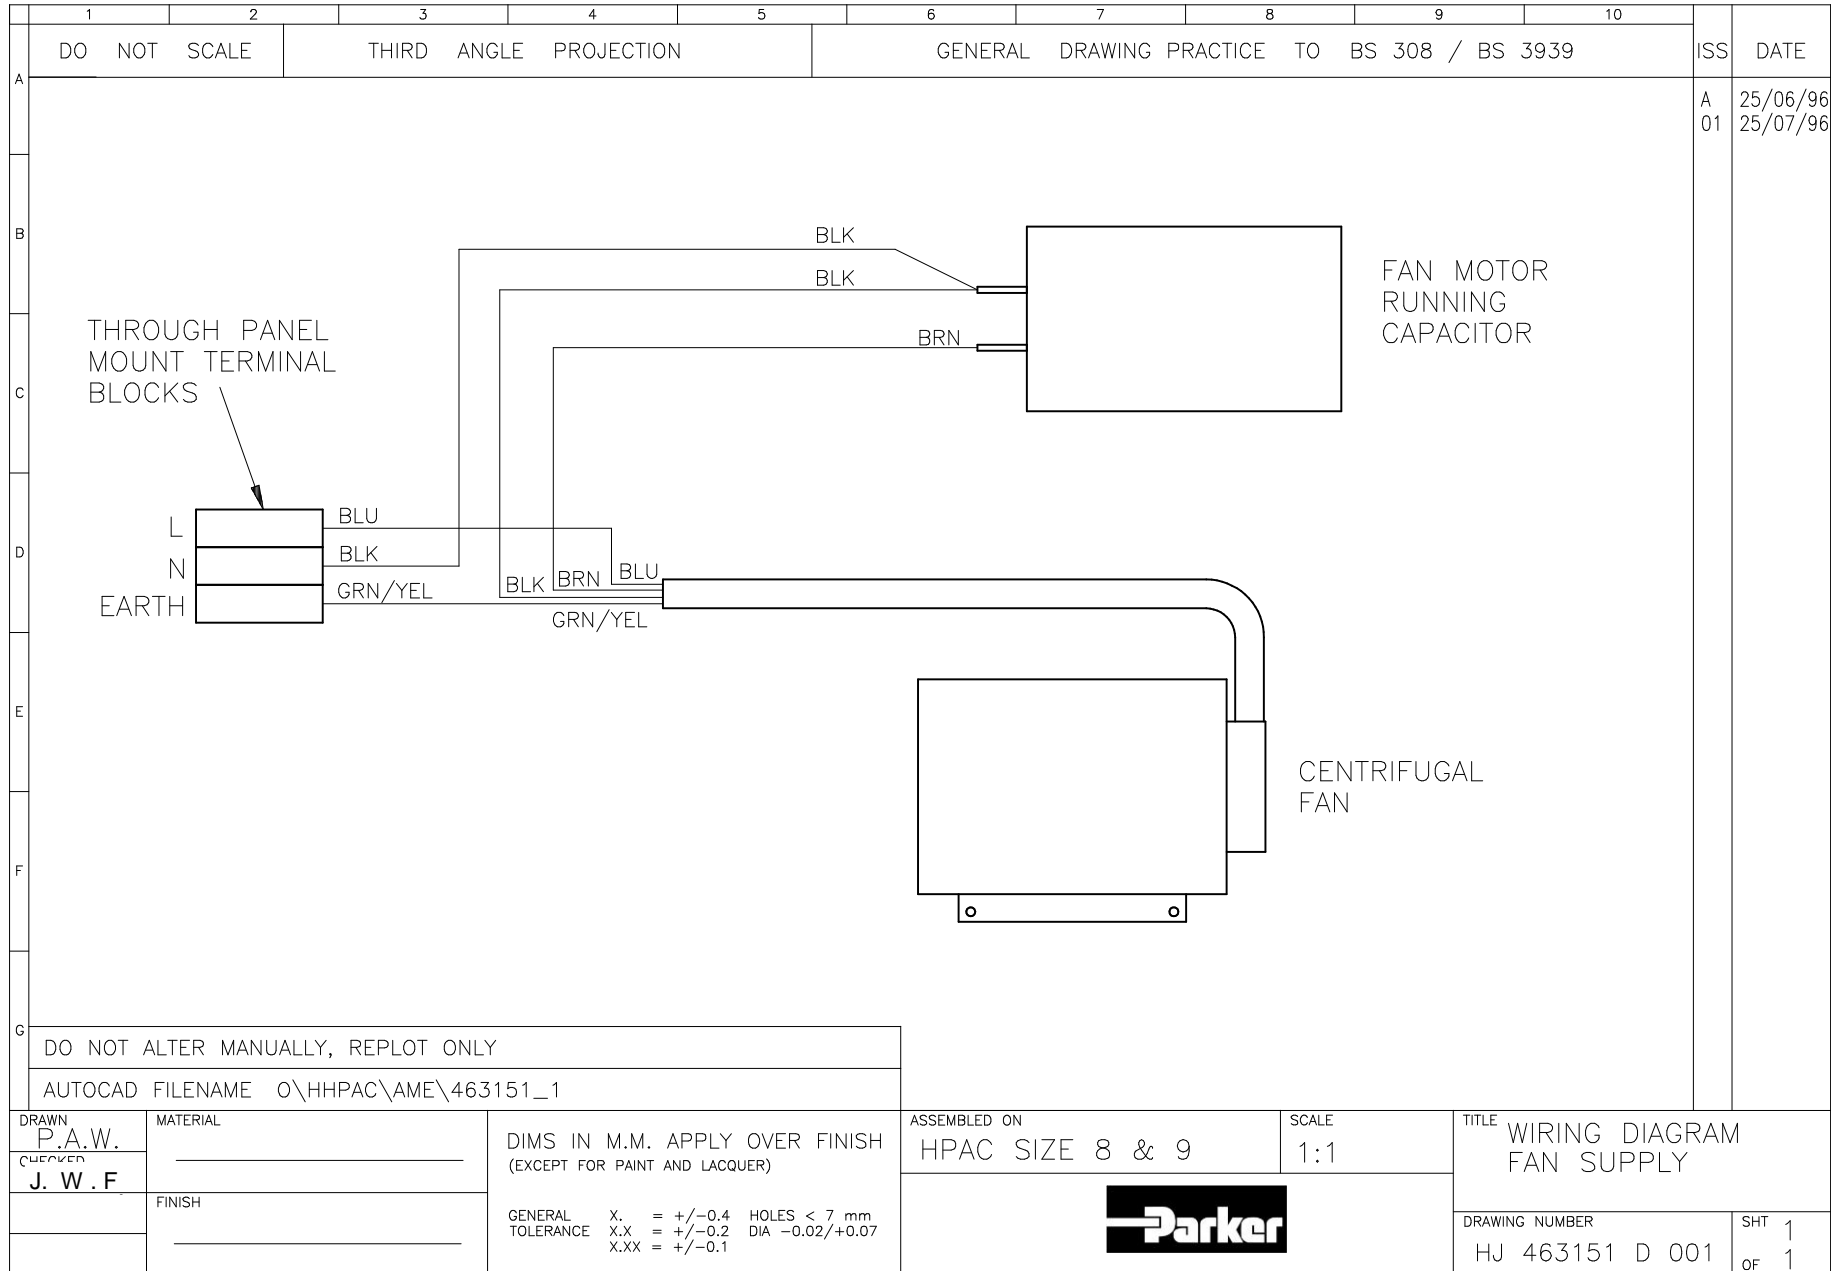 1 2 3 4 5 6 7 8 9 10
DO NOT SCALE
THIRD ANGLE PROJECTION
GENERAL DRAWING PRACTICE TO BS 308 / BS 3939
ISS DATE
A 25/06/96
01 25/07/96
A
B
C
D
E
F
G
BLK
BLK
BRN
FAN MOTOR
RUNNING
CAPACITOR
THROUGH PANEL
MOUNT TERMINAL
BLOCKS
L
N
EARTH
BLU
BLK
GRN/YEL
BLK BRN BLU
GRN/YEL
CENTRIFUGAL
FAN
DO NOT ALTER MANUALLY, REPLOT ONLY
AUTOCAD FILENAME O\HHPAC\AME\463151_1
DRAWN
P.A.W.
CHECKED
J. W . F
MATERIAL
FINISH
DIMS IN M.M. APPLY OVER FINISH
(EXCEPT FOR PAINT AND LACQUER)
GENERAL X. = +/-0.4 HOLES < 7 mm
TOLERANCE X.X = +/-0.2 DIA -0.02/+0.07
X.XX = +/-0.1
ASSEMBLED ON
HPAC SIZE 8 & 9
SCALE
1:1
Parker
TITLE
WIRING DIAGRAM
FAN SUPPLY
DRAWING NUMBER
HJ 463151 D 001
SHT 1
OF 1